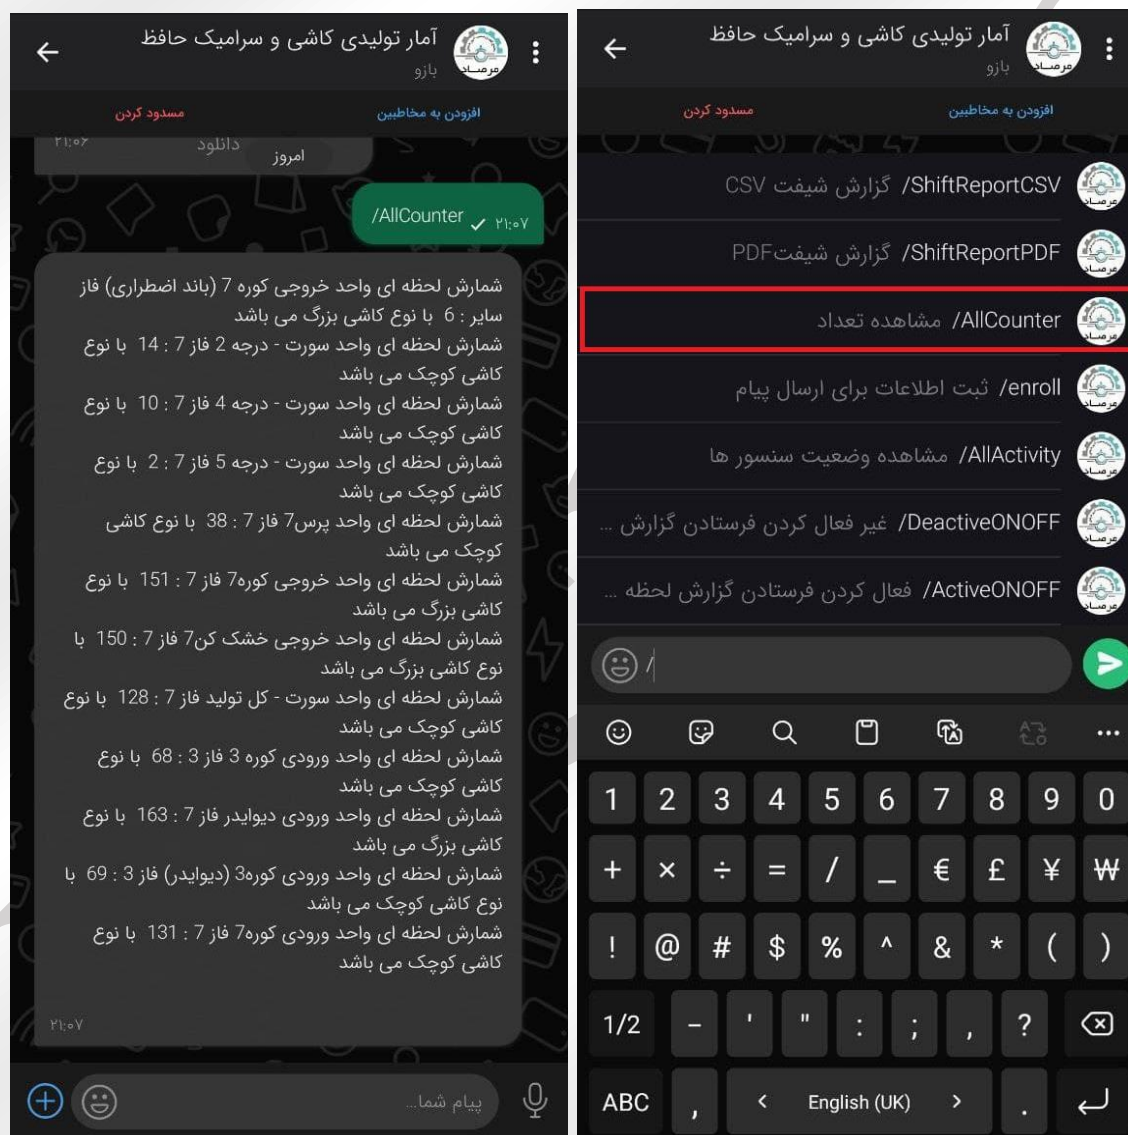 آمار تولیدی کاشی و سرامیک حافظ
بازو
مرصـاد
افزودن به مخاطبین
مسدود کردن
دانلود
۲۱:۰۶
امروز
/AllCounter
۲۱:۰۷
شمارش لحظه ای واحد خروجی کوره 7 (باند اضطراری) فاز
سایر : 6 با نوع کاشی بزرگ می باشد
شمارش لحظه ای واحد سورت - درجه 2 فاز 7 : 14 با نوع
کاشی کوچک می باشد
شمارش لحظه ای واحد سورت - درجه 4 فاز 7 : 10 با نوع
کاشی کوچک می باشد
شمارش لحظه ای واحد سورت - درجه 5 فاز 7 : 2 با نوع
کاشی کوچک می باشد
شمارش لحظه ای واحد پرس7 فاز 7 : 38 با نوع کاشی
کوچک می باشد
شمارش لحظه ای واحد خروجی کوره7 فاز 7 : 151 با نوع
کاشی بزرگ می باشد
شمارش لحظه ای واحد خروجی خشک کن7 فاز 7 : 150 با
نوع کاشی بزرگ می باشد
شمارش لحظه ای واحد سورت - کل تولید فاز 7 : 128 با نوع
کاشی کوچک می باشد
شمارش لحظه ای واحد ورودی کوره 3 فاز 3 : 68 با نوع
کاشی کوچک می باشد
شمارش لحظه ای واحد ورودی دیوایدر فاز 7 : 163 با نوع
کاشی بزرگ می باشد
شمارش لحظه ای واحد ورودی کوره3 (دیوایدر) فاز 3 : 69 با
نوع کاشی کوچک می باشد
شمارش لحظه ای واحد ورودی کوره7 فاز 7 : 131 با نوع
کاشی کوچک می باشد
۲۱:۰۷
پیام شما...
آمار تولیدی کاشی و سرامیک حافظ
بازو
مرصـاد
افزودن به مخاطبین
مسدود کردن
/ShiftReportCSV گزارش شیفت CSV
/ShiftReportPDF گزارش شیفتPDF
/AllCounter مشاهده تعداد
/enroll ثبت اطلاعات برای ارسال پیام
/AllActivity مشاهده وضعیت سنسور ها
/DeactiveONOFF غیر فعال کردن فرستادن گزارش ...
/ActiveONOFF فعال کردن فرستادن گزارش لحظه ...
/
1 2 3 4 5 6 7 8 9 0
+ × ÷ = / _ € £ ¥ ₩
! @ # $ % ^ & * ( )
1/2 - ' " : ; , ?
ABC , < English (UK) > .